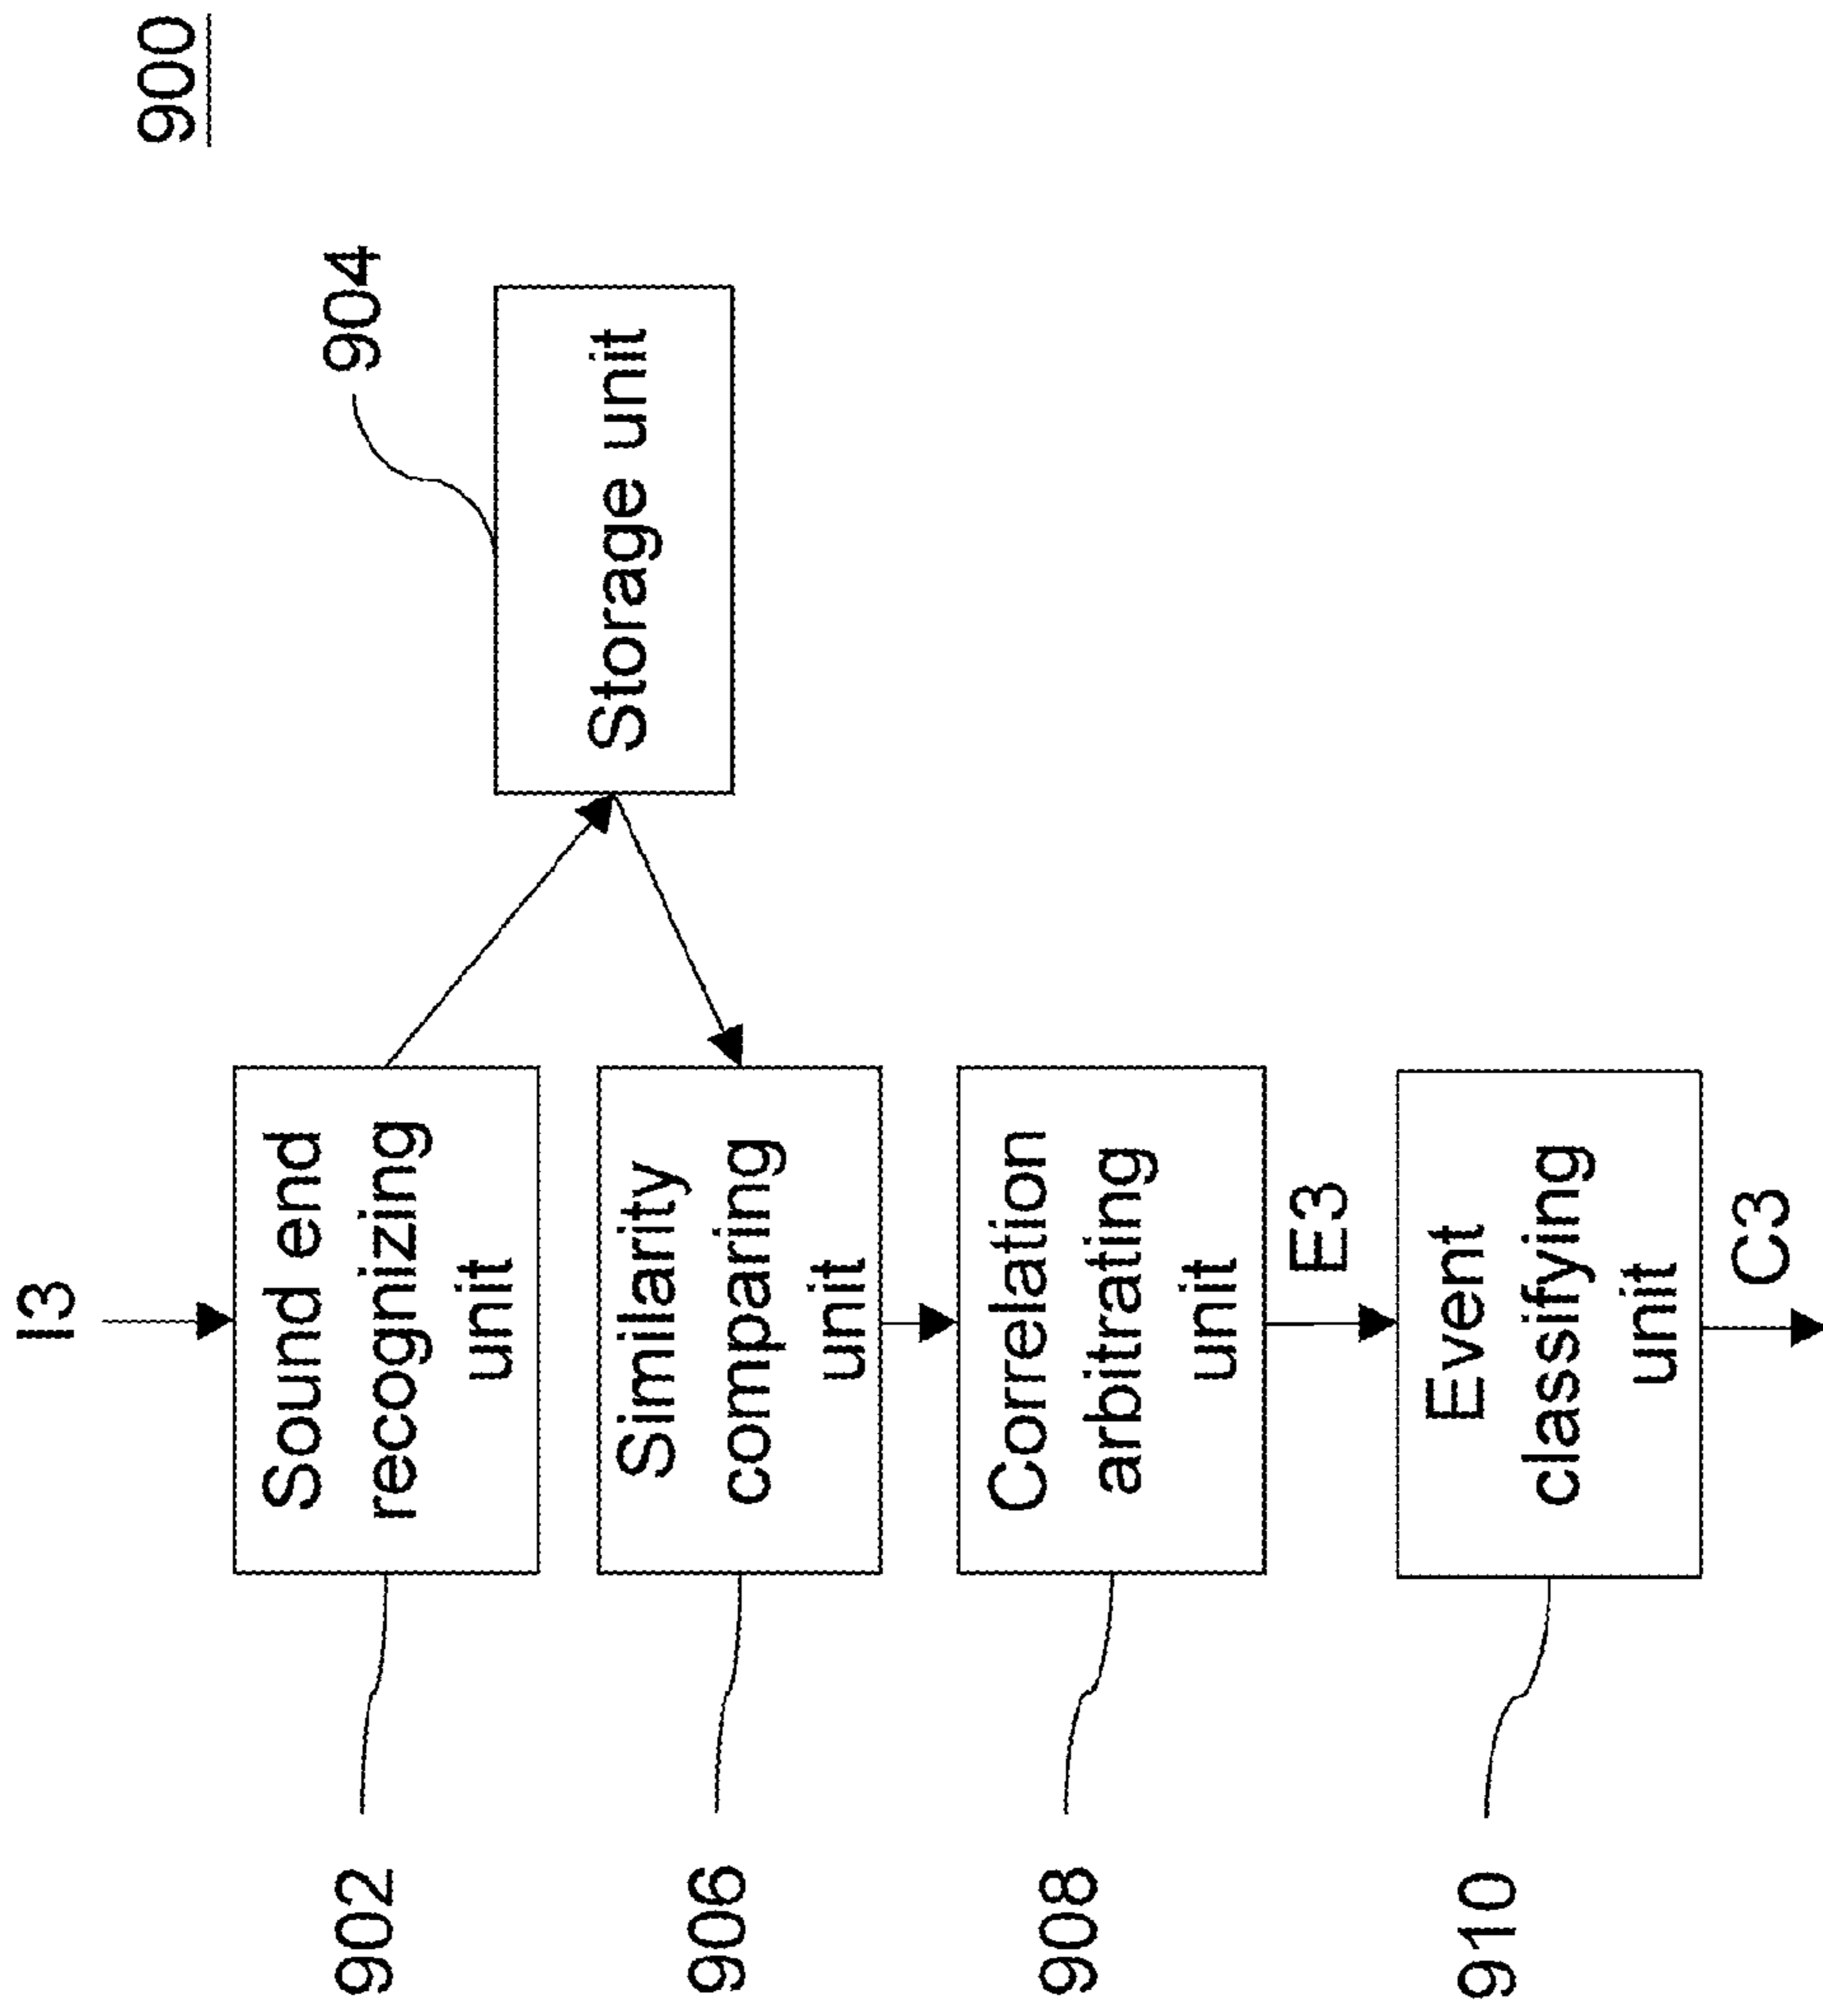 900
I3
Sound end
recognizing
unit
902
Storage unit
904
Similarity
comparing
unit
906
Correlation
arbitrating
unit
908
E3
Event
classifying
unit
910
C3